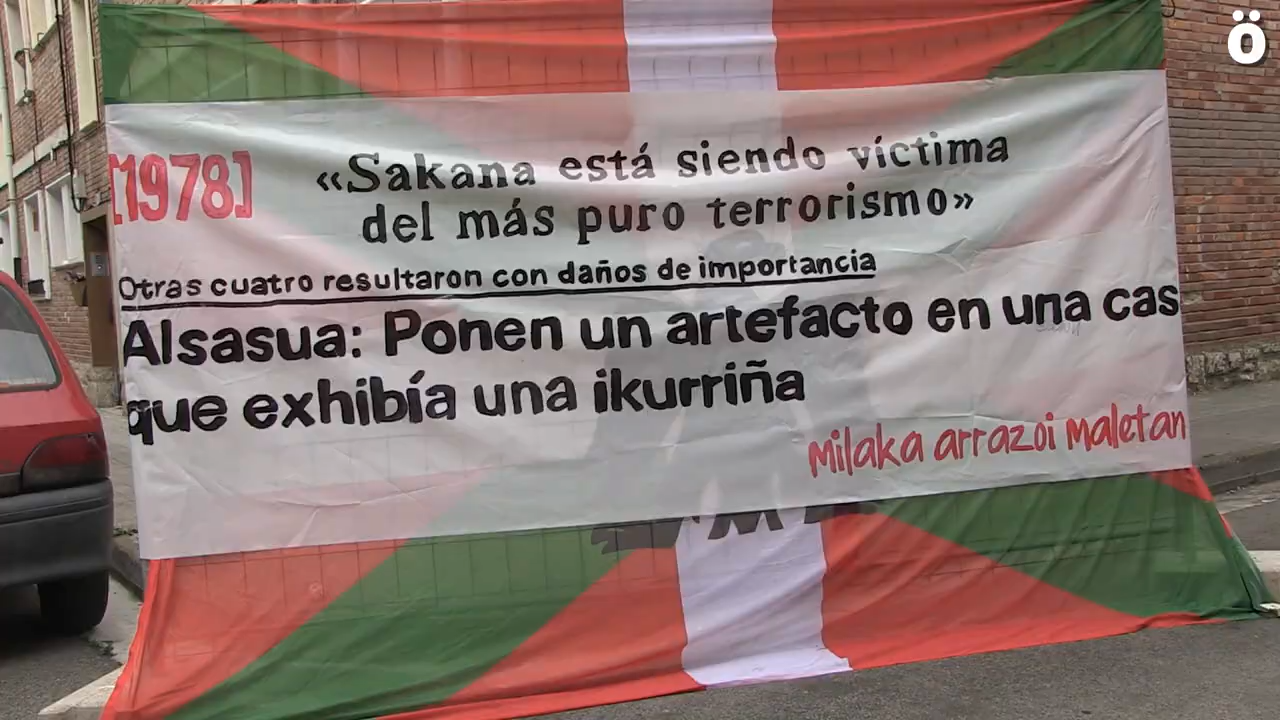 ö
[1978]
«Sakana está siendo víctima
del más puro terrorismo»
Otras cuatro resultaron con daños de importancia
Alsasua: Ponen un artefacto en una cas
que exhibía una ikurriña
Milaka arrazoi maletan